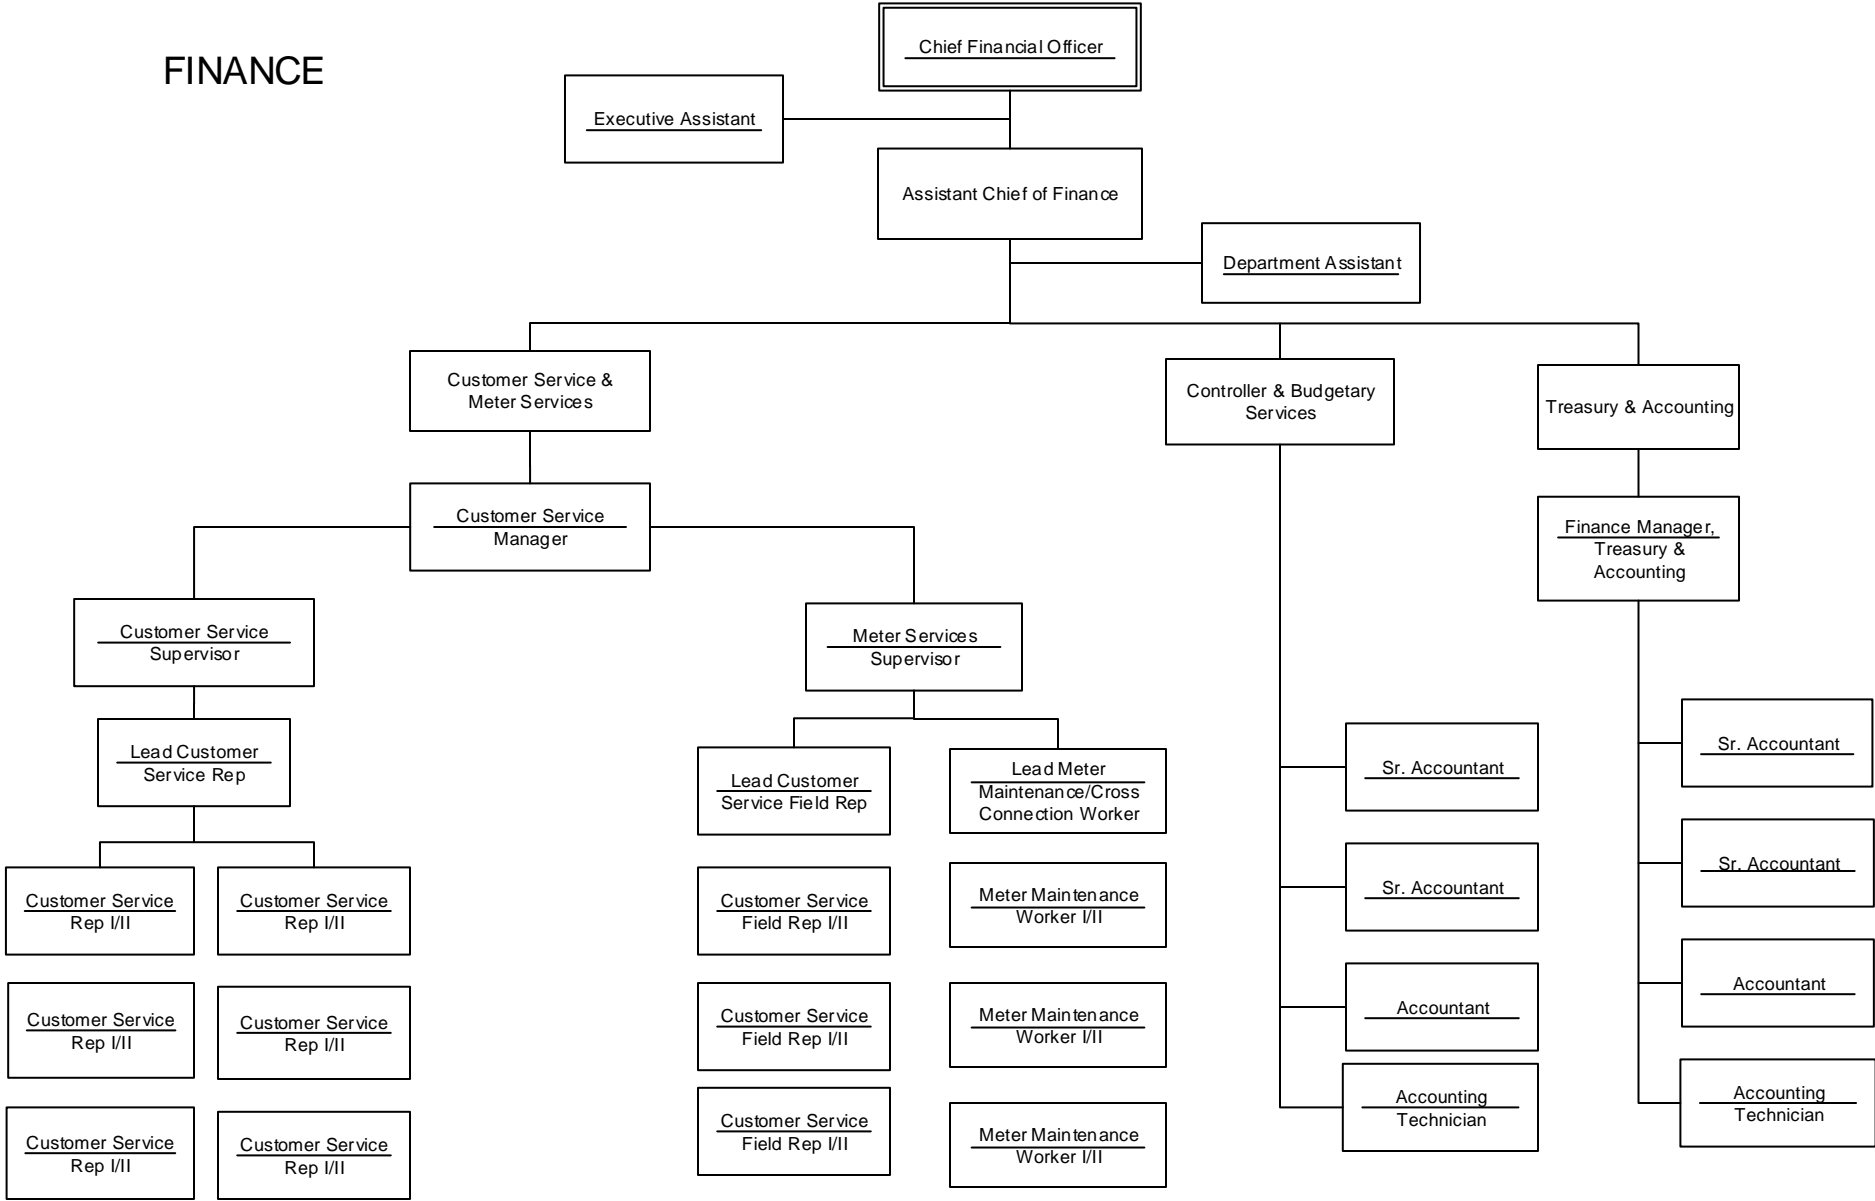 FINANCE
Chief Financial Officer
Executive Assistant
Assistant Chief of Finance
Department Assistant
Customer Service &
Meter Services
Controller & Budgetary
Services
Treasury & Accounting
Customer Service
Manager
Finance Manager,
Treasury &
Accounting
Customer Service
Supervisor
Meter Services
Supervisor
Lead Customer
Service Rep
Lead Customer
Service Field Rep
Lead Meter
Maintenance/Cross
Connection Worker
Sr. Accountant
Sr. Accountant
Customer Service
Rep I/II
Customer Service
Rep I/II
Customer Service
Field Rep I/II
Meter Maintenance
Worker I/II
Sr. Accountant
Sr. Accountant
Customer Service
Rep I/II
Customer Service
Rep I/II
Customer Service
Field Rep I/II
Meter Maintenance
Worker I/II
Accountant
Accountant
Customer Service
Rep I/II
Customer Service
Rep I/II
Customer Service
Field Rep I/II
Meter Maintenance
Worker I/II
Accounting
Technician
Accounting
Technician